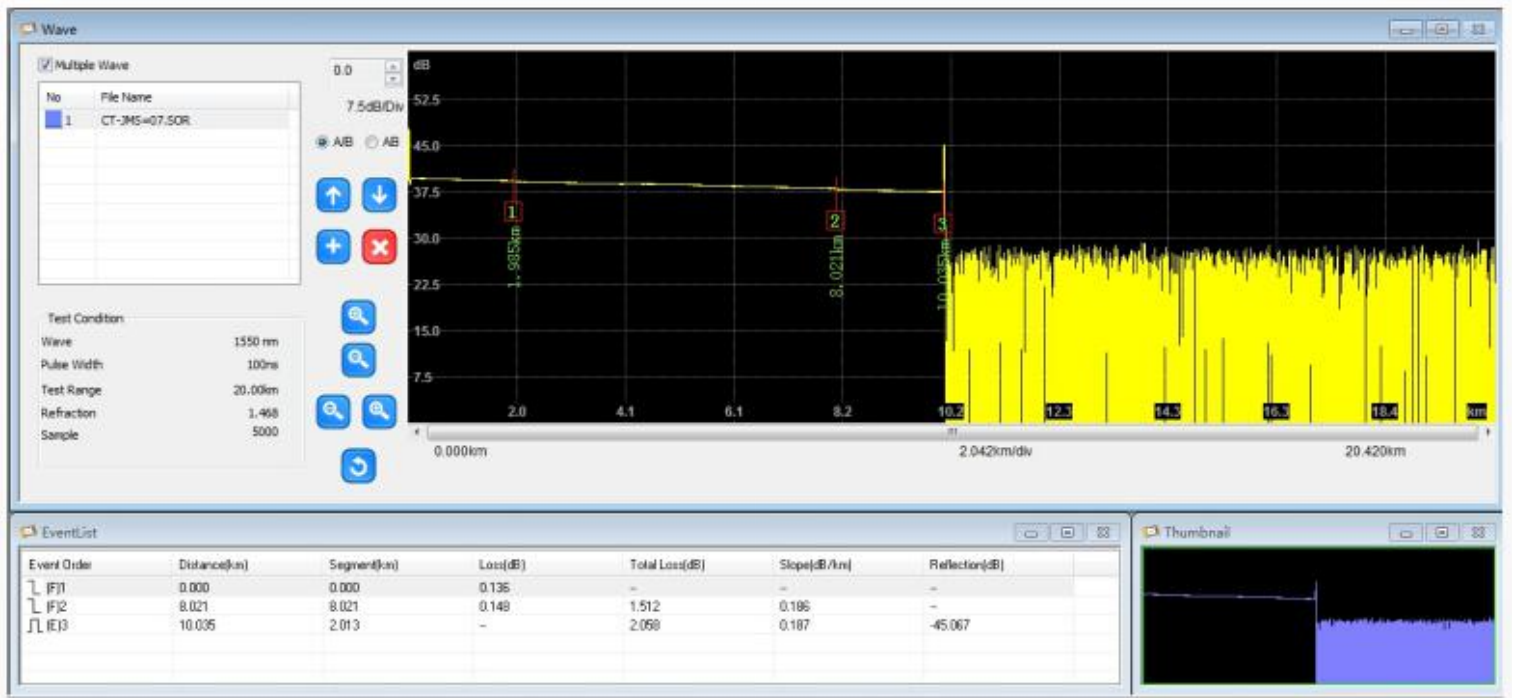 Wave
Multiple Wave
No File Name
1 CT-JMS=07.SOR
0.0
7.5dB/Div
A/B AB
dB
52.5
45.0
37.5
30.0
22.5
15.0
7.5
1
1.985km
2
8.021km
3
10.035km
2.0 4.1 6.1 8.2 10.2 12.3 14.3 16.3 18.4 km
0.000km 2.042km/div 20.420km
Test Condition
Wave 1550 nm
Pulse Width 100ns
Test Range 20.00km
Refraction 1.468
Sample 5000
EventList
Event Order Distance(km) Segment(km) Loss(dB) Total Loss(dB) Slope(dB/km) Reflection(dB)
(F)1 0.000 0.000 0.136 – – –
(F)2 8.021 8.021 0.148 1.512 0.186 –
(E)3 10.035 2.013 – 2.058 0.187 -45.067
Thumbnail